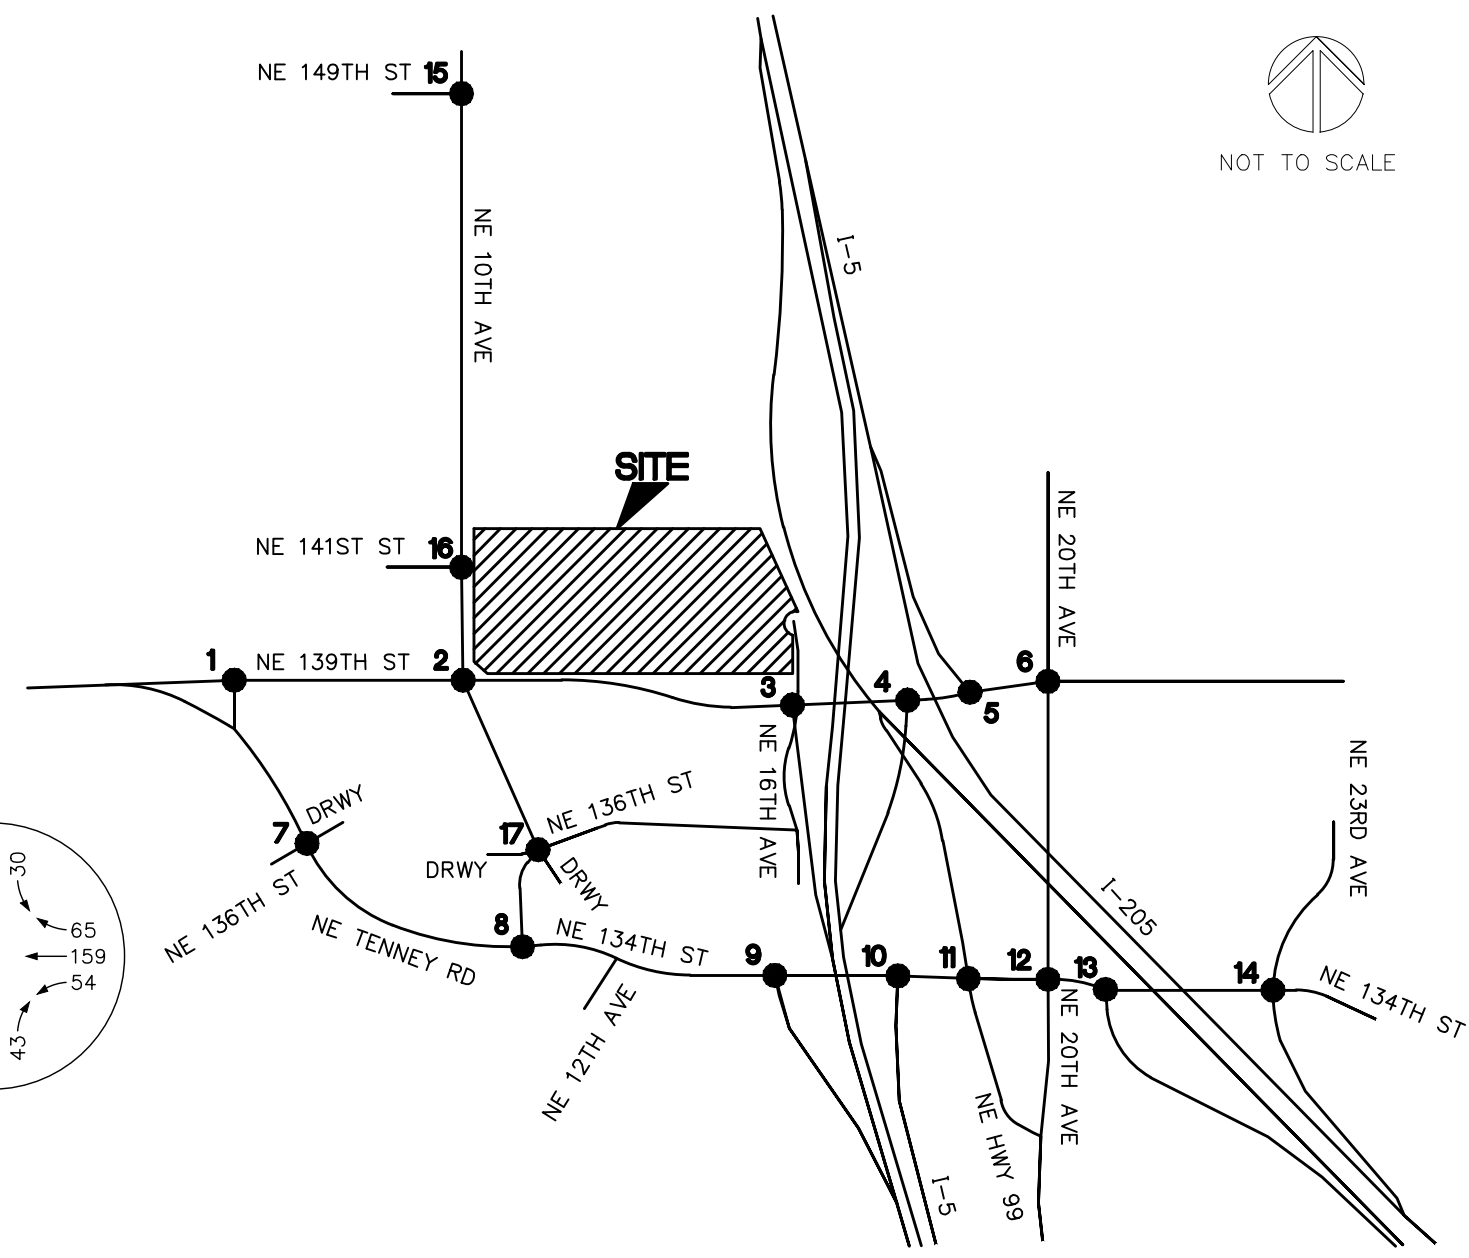 NE 149TH ST
15
NOT TO SCALE
NE 10TH AVE
I-5
SITE
NE 141ST ST
16
NE 20TH AVE
1
NE 139TH ST
2
3
4
5
6
NE 16TH AVE
NE 23RD AVE
7
DRWY
NE 136TH ST
17
NE 136TH ST
DRWY
DRWY
NE TENNEY RD
8
NE 134TH ST
9
10
11
12
13
14
I-205
NE 134TH ST
NE 12TH AVE
NE 20TH AVE
NE HWY 99
I-5
30
65
159
54
43